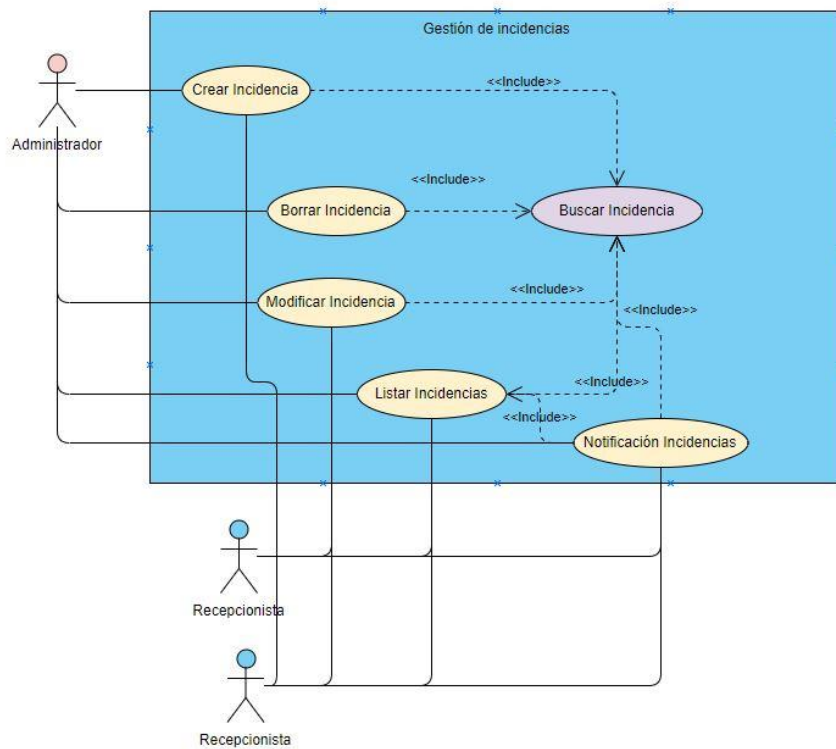 Gestión de incidencias
Crear Incidencia
<<Include>>
Administrador
<<Include>>
Borrar Incidencia
Buscar Incidencia
<<Include>>
Modificar Incidencia
<<Include>>
<<Include>>
Listar Incidencias
<<Include>>
Notificación Incidencias
Recepcionista
Recepcionista